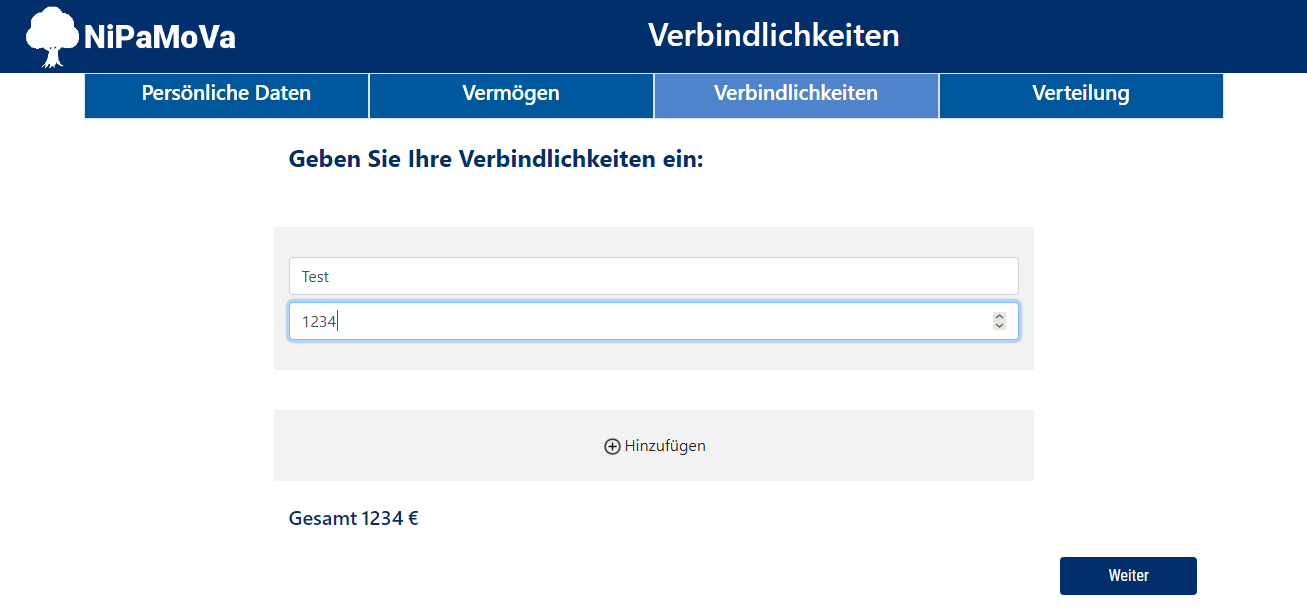 NiPaMoVa
Verbindlichkeiten
Persönliche Daten
Vermögen
Verbindlichkeiten
Verteilung
Geben Sie Ihre Verbindlichkeiten ein:
Test
1234
Hinzufügen
Gesamt 1234 €
Weiter